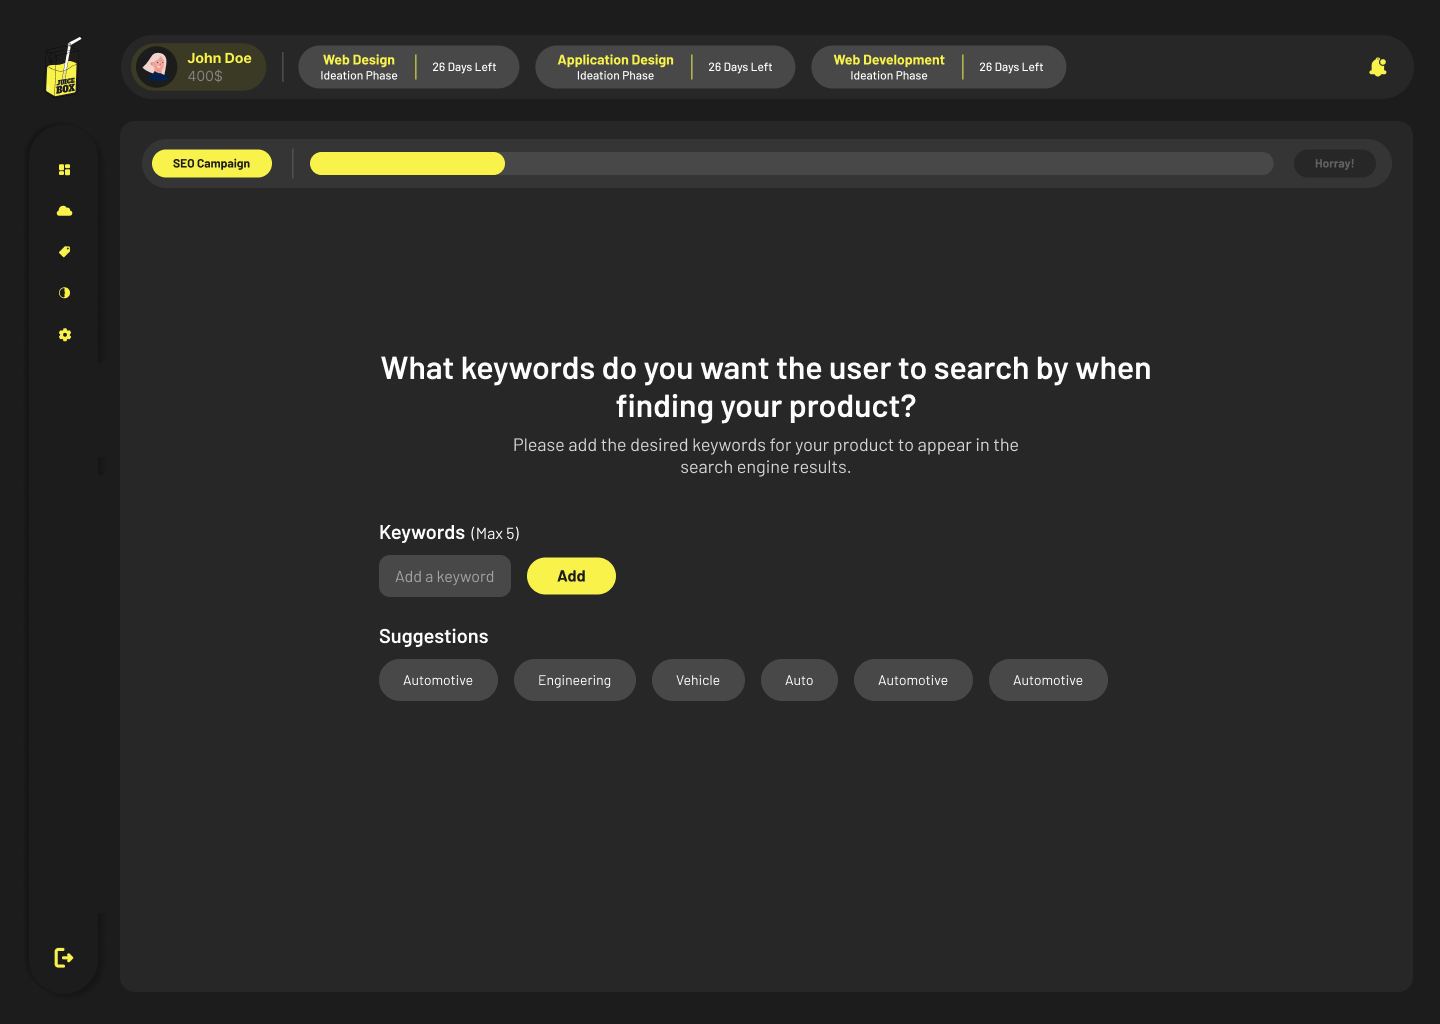 JUICE
BOX
John Doe
400$
Web Design
Ideation Phase
26 Days Left
Application Design
Ideation Phase
26 Days Left
Web Development
Ideation Phase
26 Days Left
SEO Campaign
Horray!
What keywords do you want the user to search by when
finding your product?
Please add the desired keywords for your product to appear in the
search engine results.
Keywords (Max 5)
Add a keyword
Add
Suggestions
Automotive
Engineering
Vehicle
Auto
Automotive
Automotive